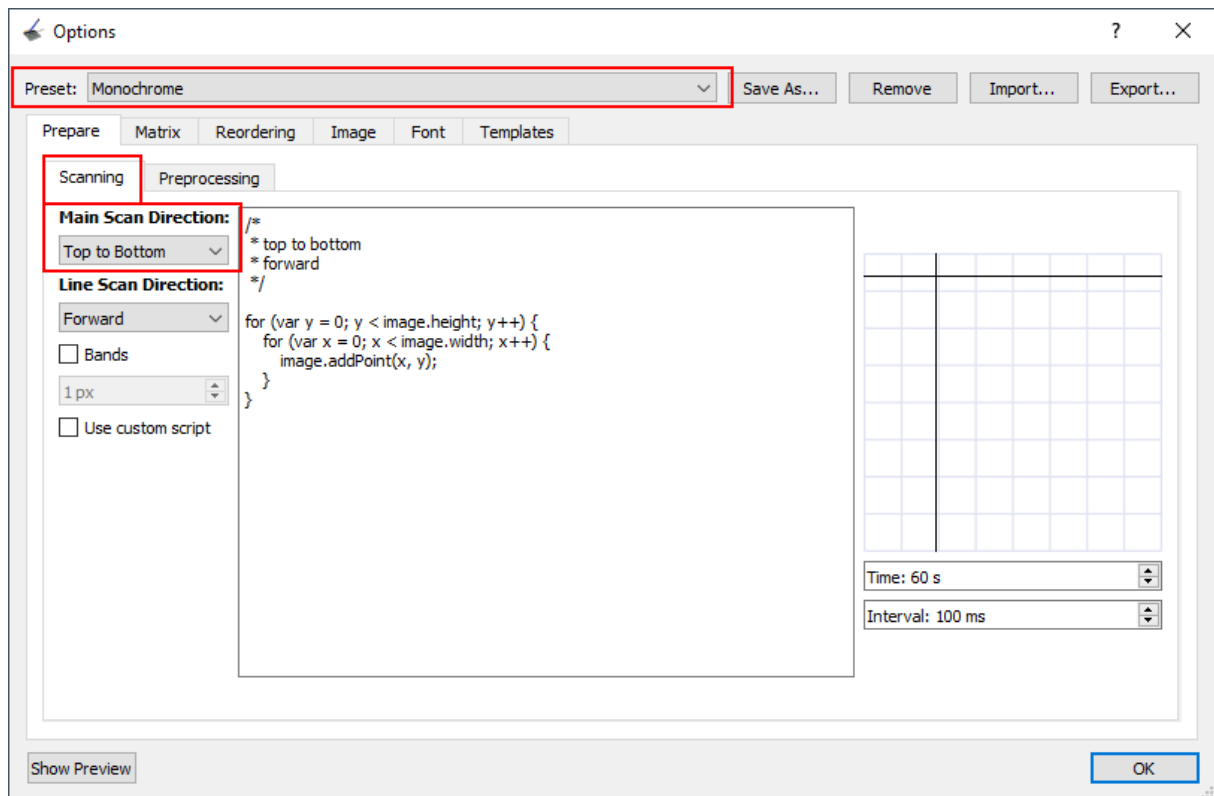 Options ?
Preset: Monochrome Save As... Remove Import... Export...
Prepare Matrix Reordering Image Font Templates
Scanning Preprocessing
Main Scan Direction:
Top to Bottom
Line Scan Direction:
Forward
Bands
1 px
Use custom script
/*
* top to bottom
* forward
*/
for (var y = 0; y < image.height; y++) {
for (var x = 0; x < image.width; x++) {
image.addPoint(x, y);
}
}
Time: 60 s
Interval: 100 ms
Show Preview OK